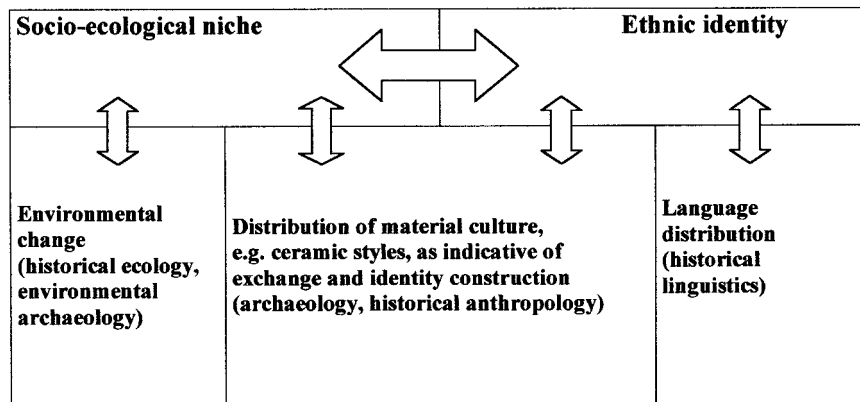 Socio-ecological niche
Ethnic identity
Environmental
change
(historical ecology,
environmental
archaeology)
Distribution of material culture,
e.g. ceramic styles, as indicative of
exchange and identity construction
(archaeology, historical anthropology)
Language
distribution
(historical
linguistics)